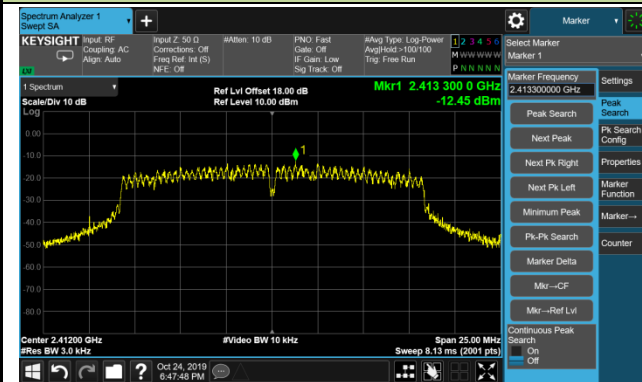 Spectrum Analyzer 1
Swept SA
+
Marker
KEYSIGHT
Input: RF
Coupling: AC
Align: Auto
Input Z: 50 Ω
Corrections: Off
Freq Ref: Int (S)
NFE: Off
#Atten: 10 dB
PNO: Fast
Gate: Off
IF Gain: Low
Sig Track: Off
#Avg Type: Log-Power
Avg|Hold:>100/100
Trig: Free Run
1 2 3 4 5 6
M W W W W W
P N N N N N
LXI
Select Marker
Marker 1
1 Spectrum
Scale/Div 10 dB
Log
Ref Lvl Offset 18.00 dB
Ref Level 10.00 dBm
Mkr1 2.413 300 0 GHz
-12.45 dBm
Marker Frequency
2.413300000 GHz
Peak Search
Next Peak
Next Pk Right
Next Pk Left
Minimum Peak
Pk-Pk Search
Marker Delta
Mkr→CF
Mkr→Ref Lvl
Continuous Peak
Search
On
Off
Settings
Peak
Search
Pk Search
Config
Properties
Marker
Function
Marker→
Counter
0.00
-10.0
-20.0
-30.0
-40.0
-50.0
-60.0
-70.0
-80.0
1
Center 2.41200 GHz
#Res BW 3.0 kHz
#Video BW 10 kHz
Span 25.00 MHz
Sweep 8.13 ms (2001 pts)
?
Oct 24, 2019
6:47:48 PM